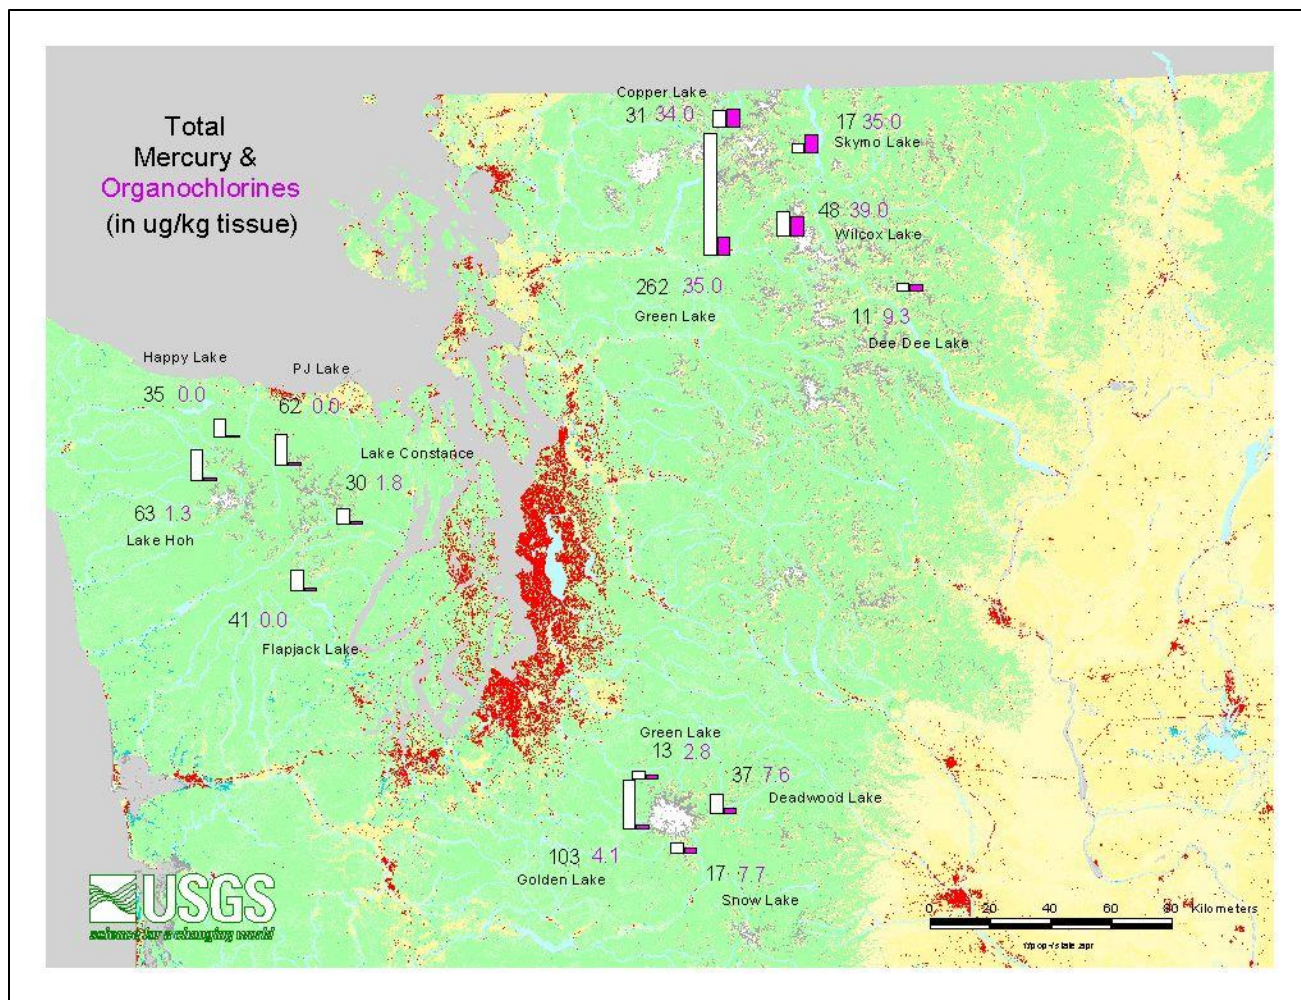 Total
Mercury &
Organochlorines
(in ug/kg tissue)
Copper Lake
31 34.0
17 35.0
Skymo Lake
48 39.0
Wilcox Lake
262 35.0
Green Lake
11 9.3
Dee Dee Lake
Happy Lake
35 0.0
PJ Lake
62 0.0
Lake Constance
30 1.8
63 1.3
Lake Hoh
41 0.0
Flapjack Lake
Green Lake
13 2.8
37 7.6
Deadwood Lake
103 4.1
Golden Lake
17 7.7
Snow Lake
USGS
science for a changing world
0 20 40 60 80 Kilometers